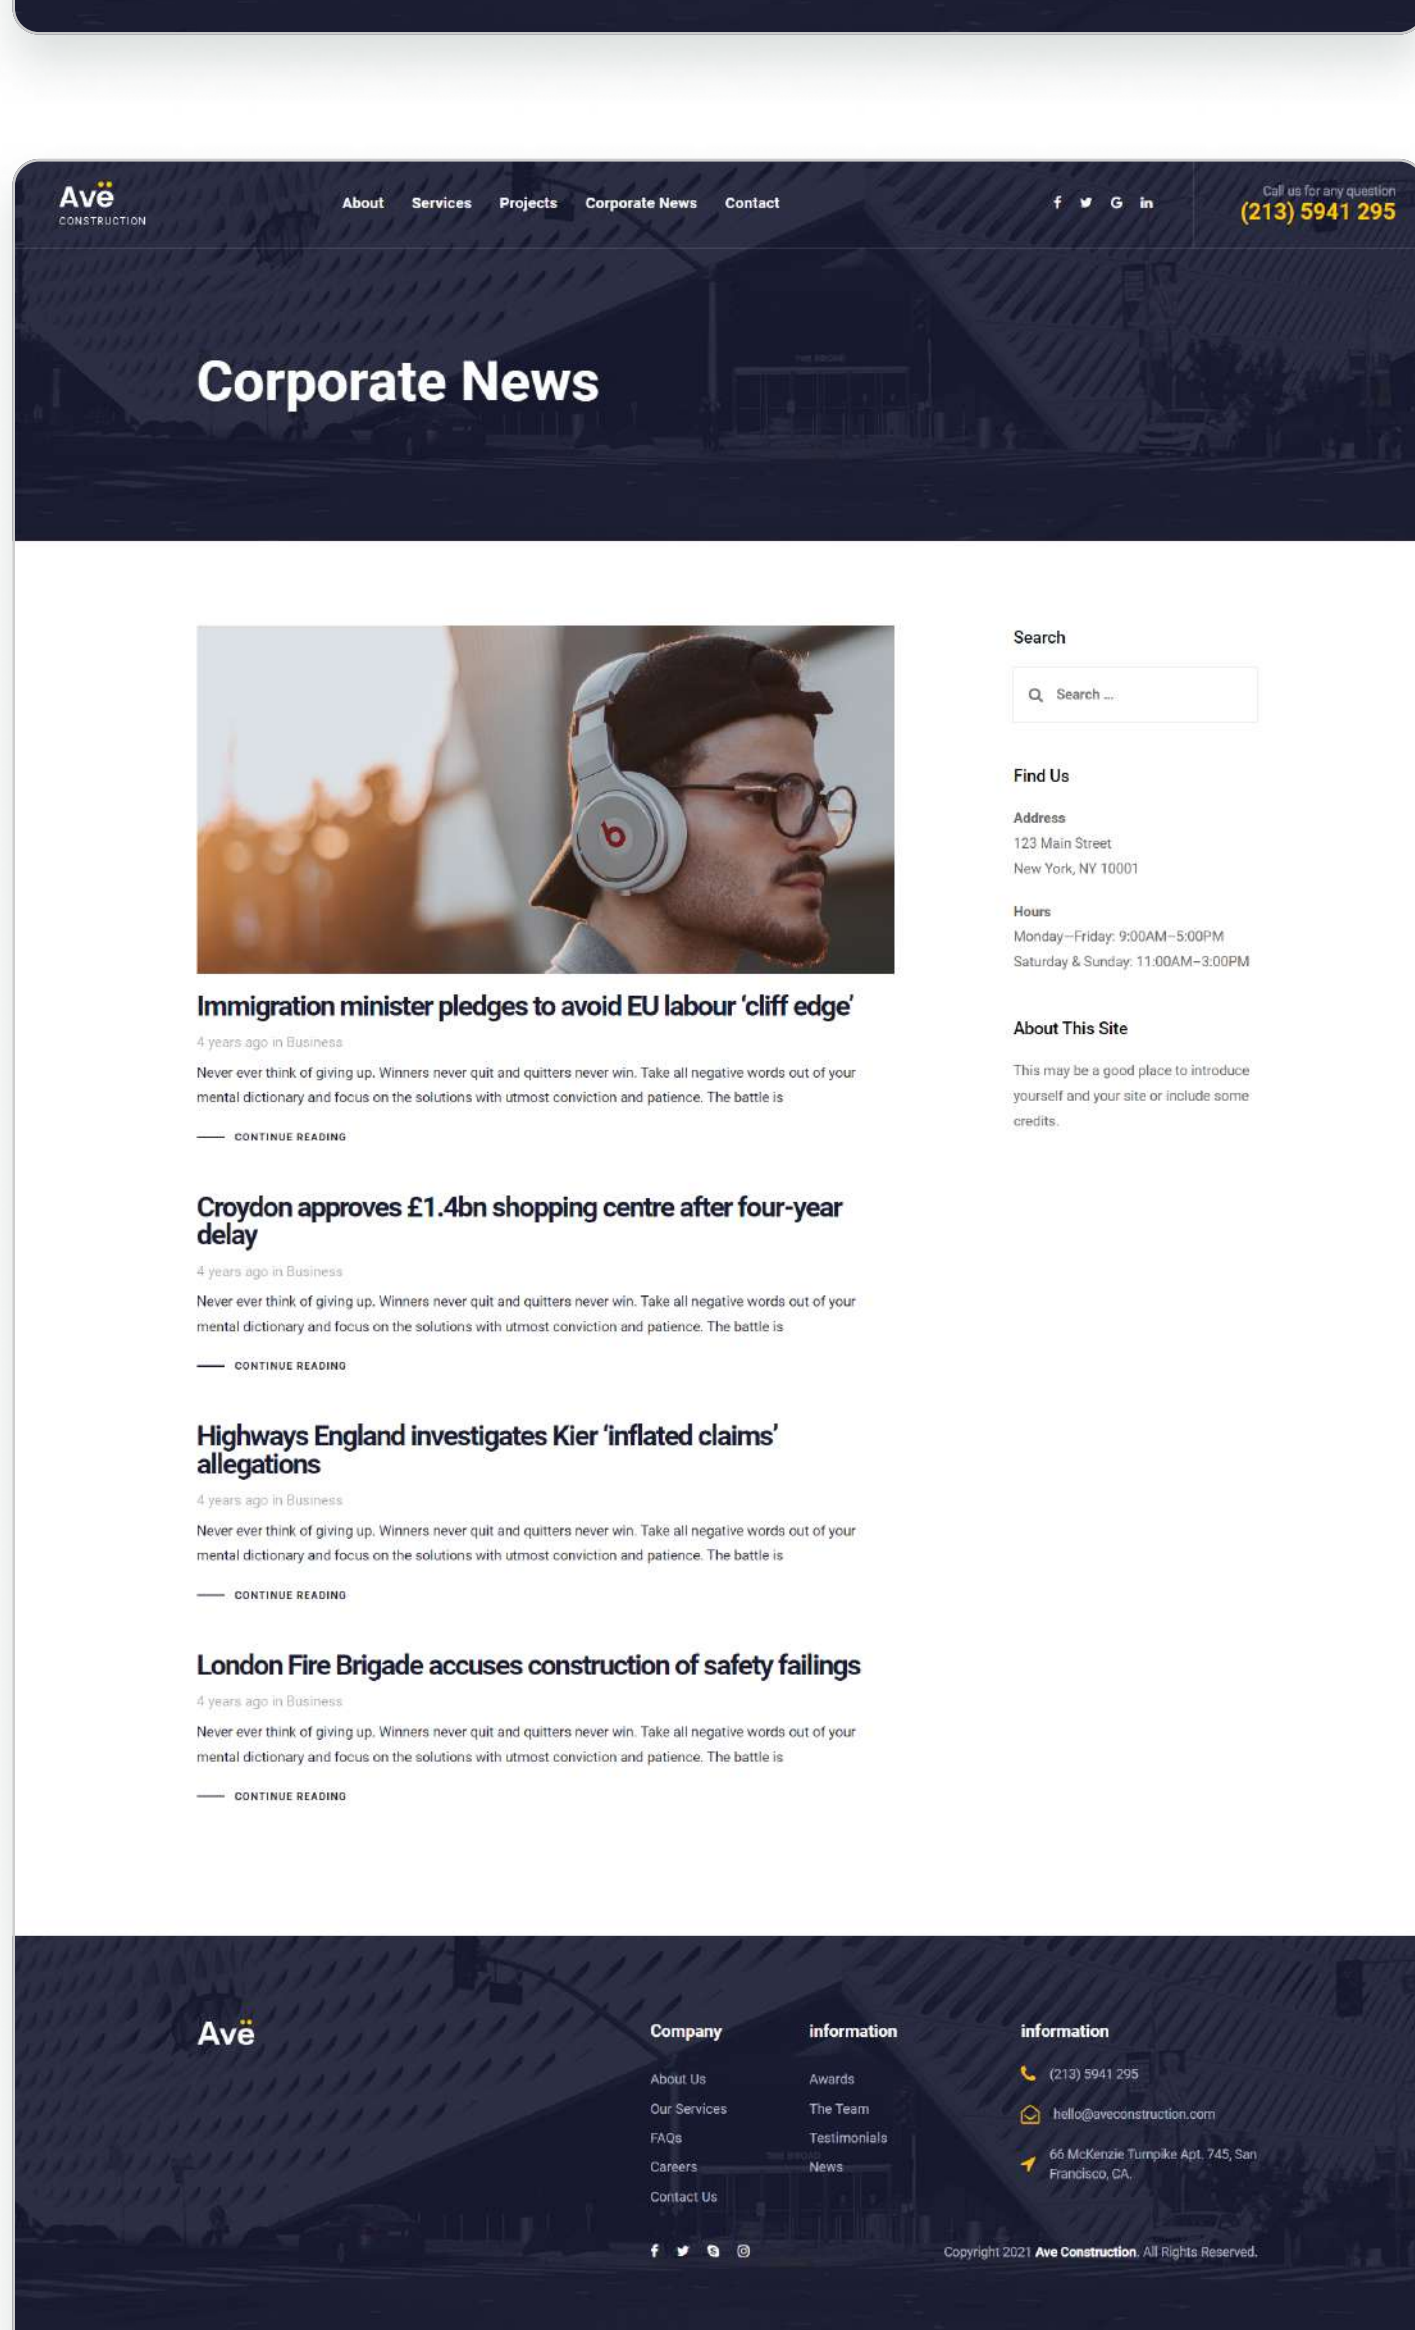 Avë
CONSTRUCTION
About Services Projects Corporate News Contact
Call us for any question
(213) 5941 295
Corporate News
Immigration minister pledges to avoid EU labour ‘cliff edge’
4 years ago in Business
Never ever think of giving up. Winners never quit and quitters never win. Take all negative words out of your
mental dictionary and focus on the solutions with utmost conviction and patience. The battle is
CONTINUE READING
Croydon approves £1.4bn shopping centre after four-year
delay
4 years ago in Business
Never ever think of giving up. Winners never quit and quitters never win. Take all negative words out of your
mental dictionary and focus on the solutions with utmost conviction and patience. The battle is
CONTINUE READING
Highways England investigates Kier ‘inflated claims’
allegations
4 years ago in Business
Never ever think of giving up. Winners never quit and quitters never win. Take all negative words out of your
mental dictionary and focus on the solutions with utmost conviction and patience. The battle is
CONTINUE READING
London Fire Brigade accuses construction of safety failings
4 years ago in Business
Never ever think of giving up. Winners never quit and quitters never win. Take all negative words out of your
mental dictionary and focus on the solutions with utmost conviction and patience. The battle is
CONTINUE READING
Search
Search ...
Find Us
Address
123 Main Street
New York, NY 10001
Hours
Monday—Friday: 9:00AM–5:00PM
Saturday & Sunday: 11:00AM–3:00PM
About This Site
This may be a good place to introduce
yourself and your site or include some
credits.
Avë
Company
About Us
Our Services
FAQs
Careers
Contact Us
information
Awards
The Team
Testimonials
News
information
(213) 5941 295
hello@aveconstruction.com
66 McKenzie Turnpike Apt. 745, San
Francisco, CA.
Copyright 2021 Ave Construction. All Rights Reserved.